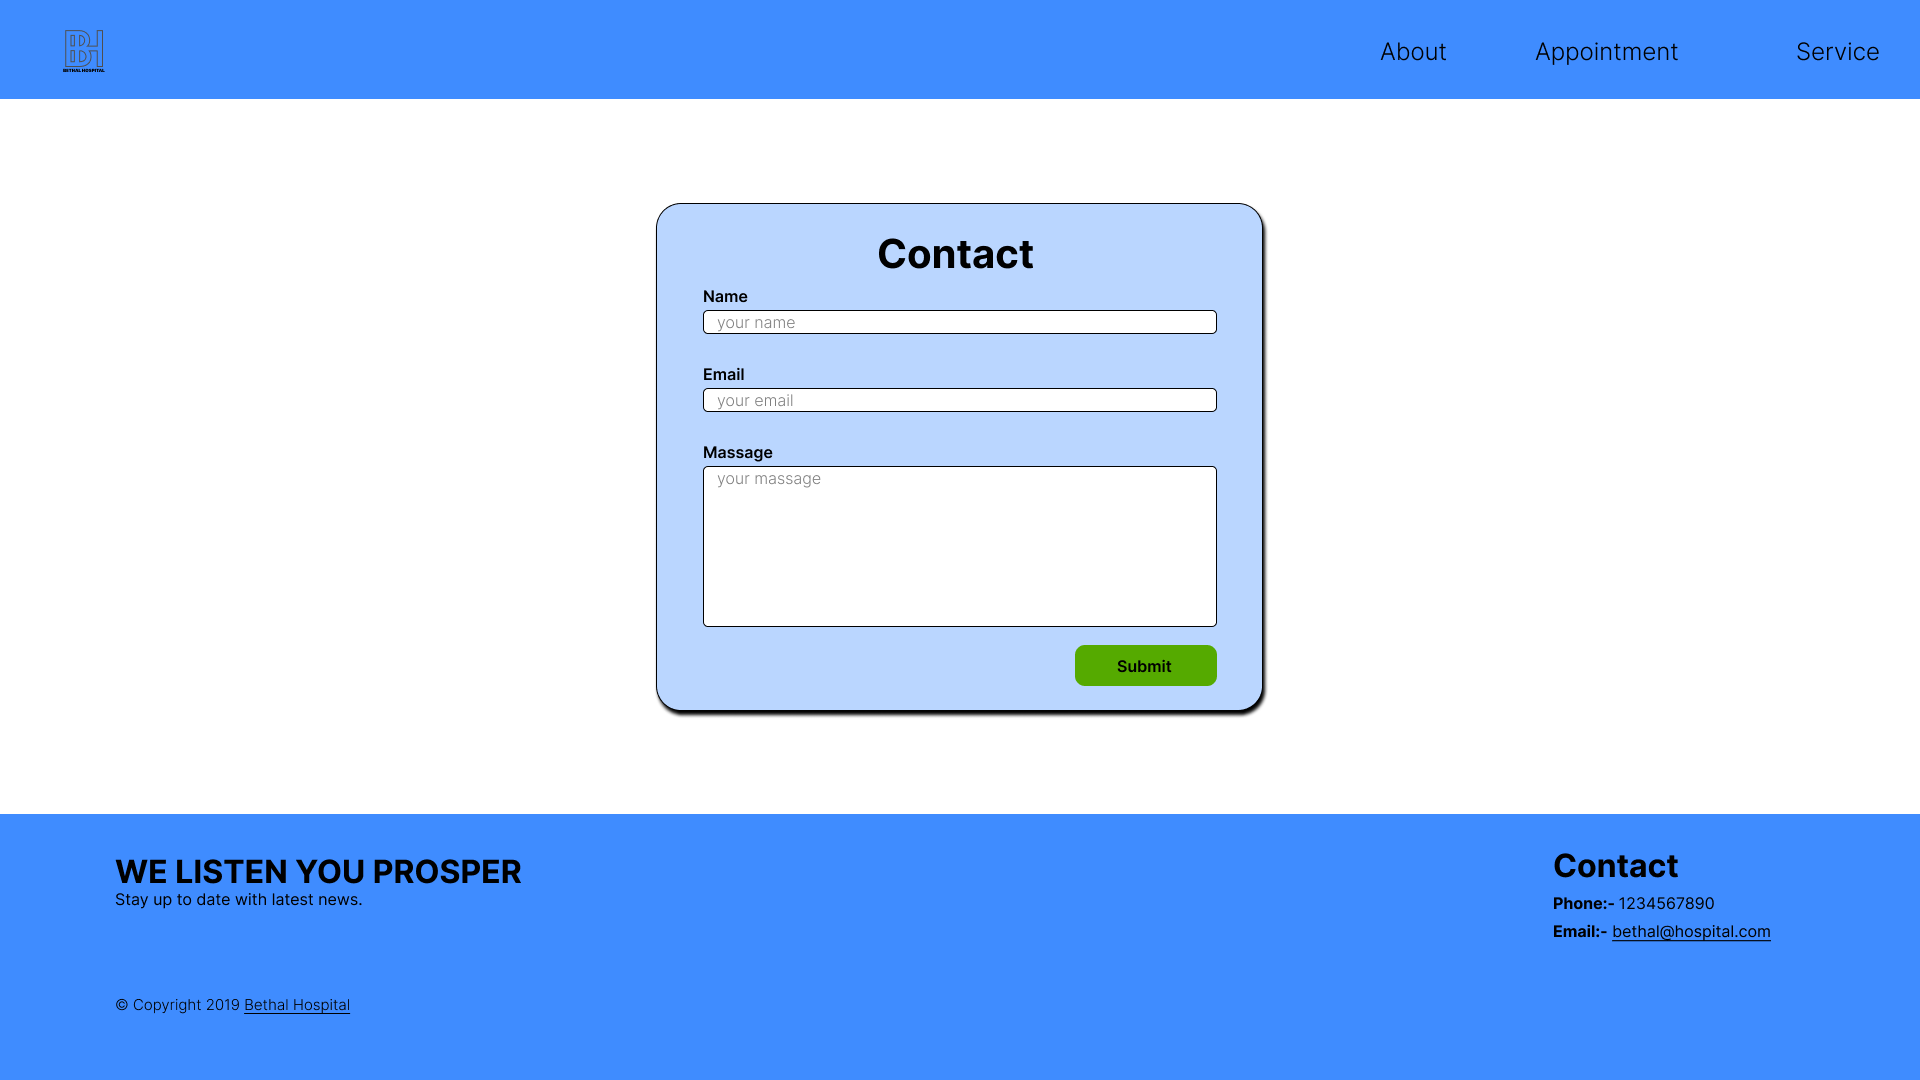 BH
BETHAL HOSPITAL
About Appointment Service
Contact
Name
your name
Email
your email
Massage
your massage
Submit
WE LISTEN YOU PROSPER
Stay up to date with latest news.
Contact
Phone:- 1234567890
Email:- bethal@hospital.com
© Copyright 2019 Bethal Hospital